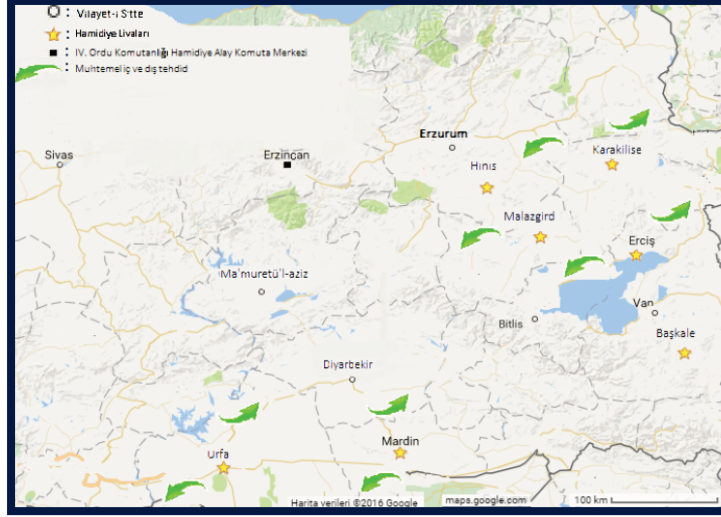 : Vilayet-i Sitte
: Hamidiye Livaları
: IV. Ordu Komutanlığı Hamidiye Alay Komuta Merkezi
: Muhtemel iç ve dış tehdid
Erzurum
Sivas
Erzinçan
Karakilise
Hınıs
Malazgird
Erciş
Ma'muretü'l-aziz
Van
Bitlis
Başkale
Diyarbekir
Mardin
Urfa
Harita verileri ©2016 Google
maps.google.com
100 km